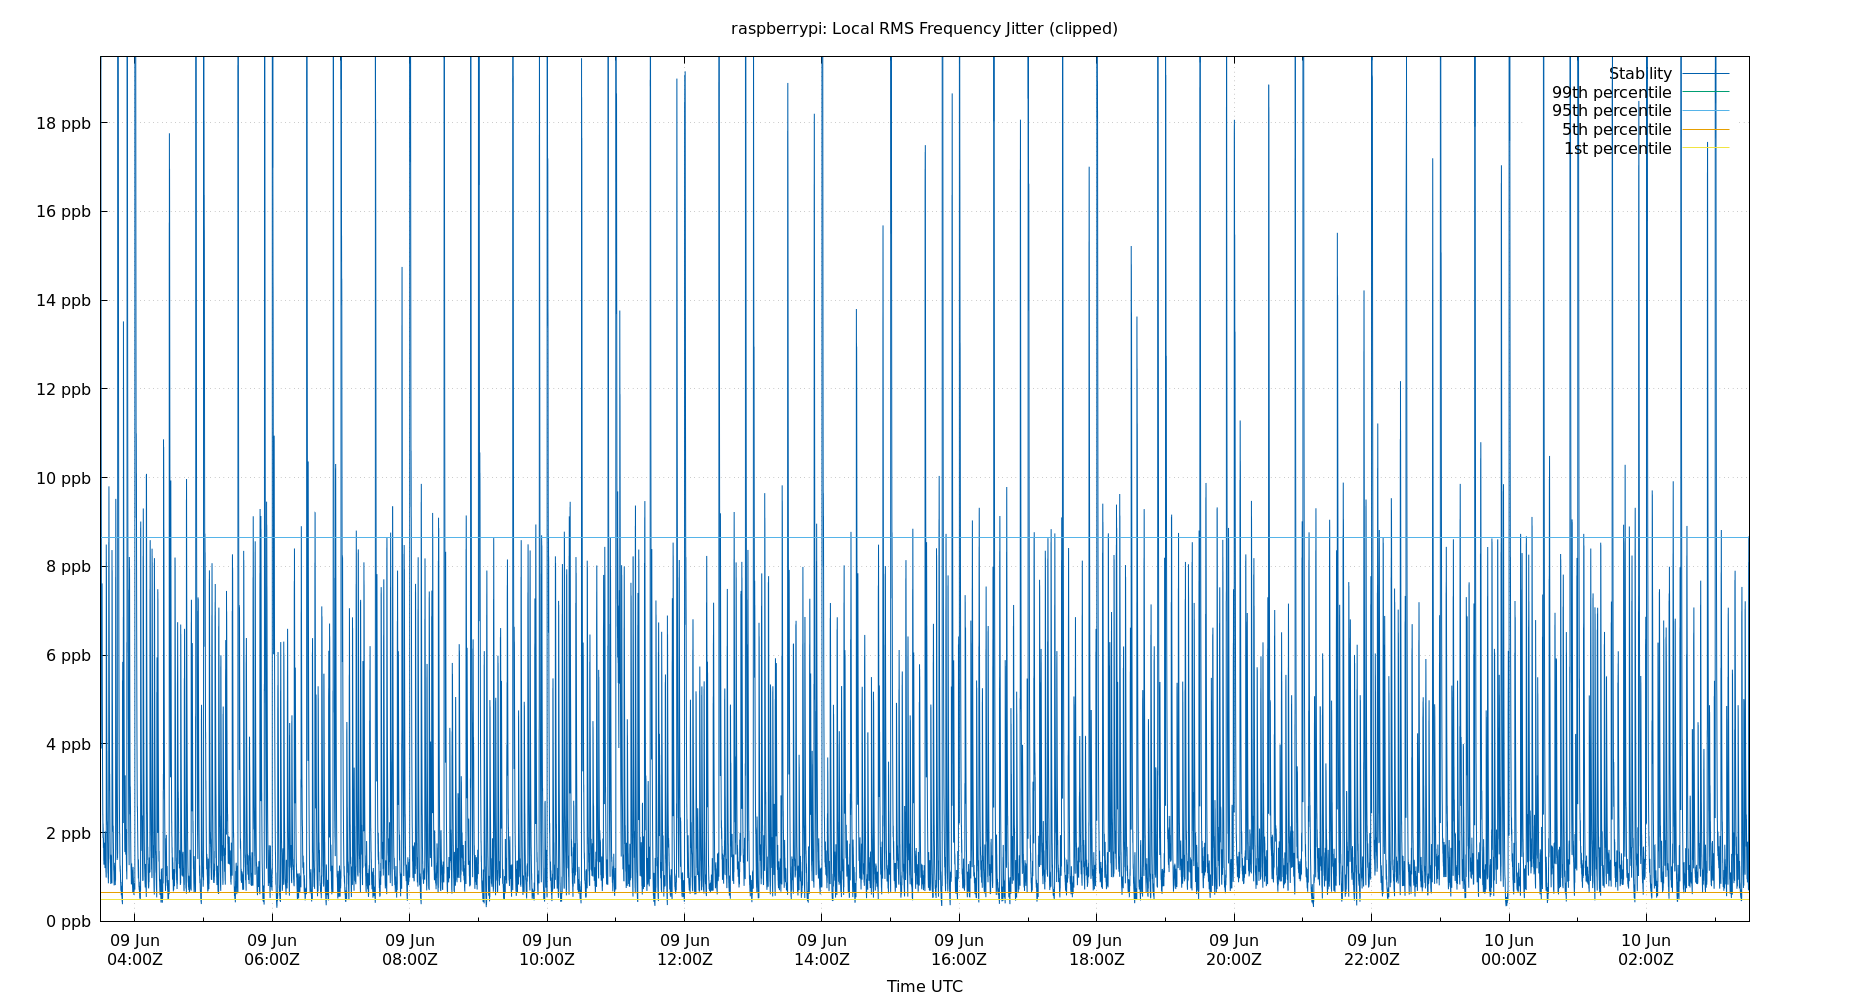 raspberrypi: Local RMS Frequency Jitter (clipped)
Stability
99th percentile
95th percentile
5th percentile
1st percentile
18 ppb
16 ppb
14 ppb
12 ppb
10 ppb
8 ppb
6 ppb
4 ppb
2 ppb
0 ppb
09 Jun 09 Jun 09 Jun 09 Jun 09 Jun 09 Jun 09 Jun 09 Jun 09 Jun 09 Jun 10 Jun 10 Jun
04:00Z 06:00Z 08:00Z 10:00Z 12:00Z 14:00Z 16:00Z 18:00Z 20:00Z 22:00Z 00:00Z 02:00Z
Time UTC